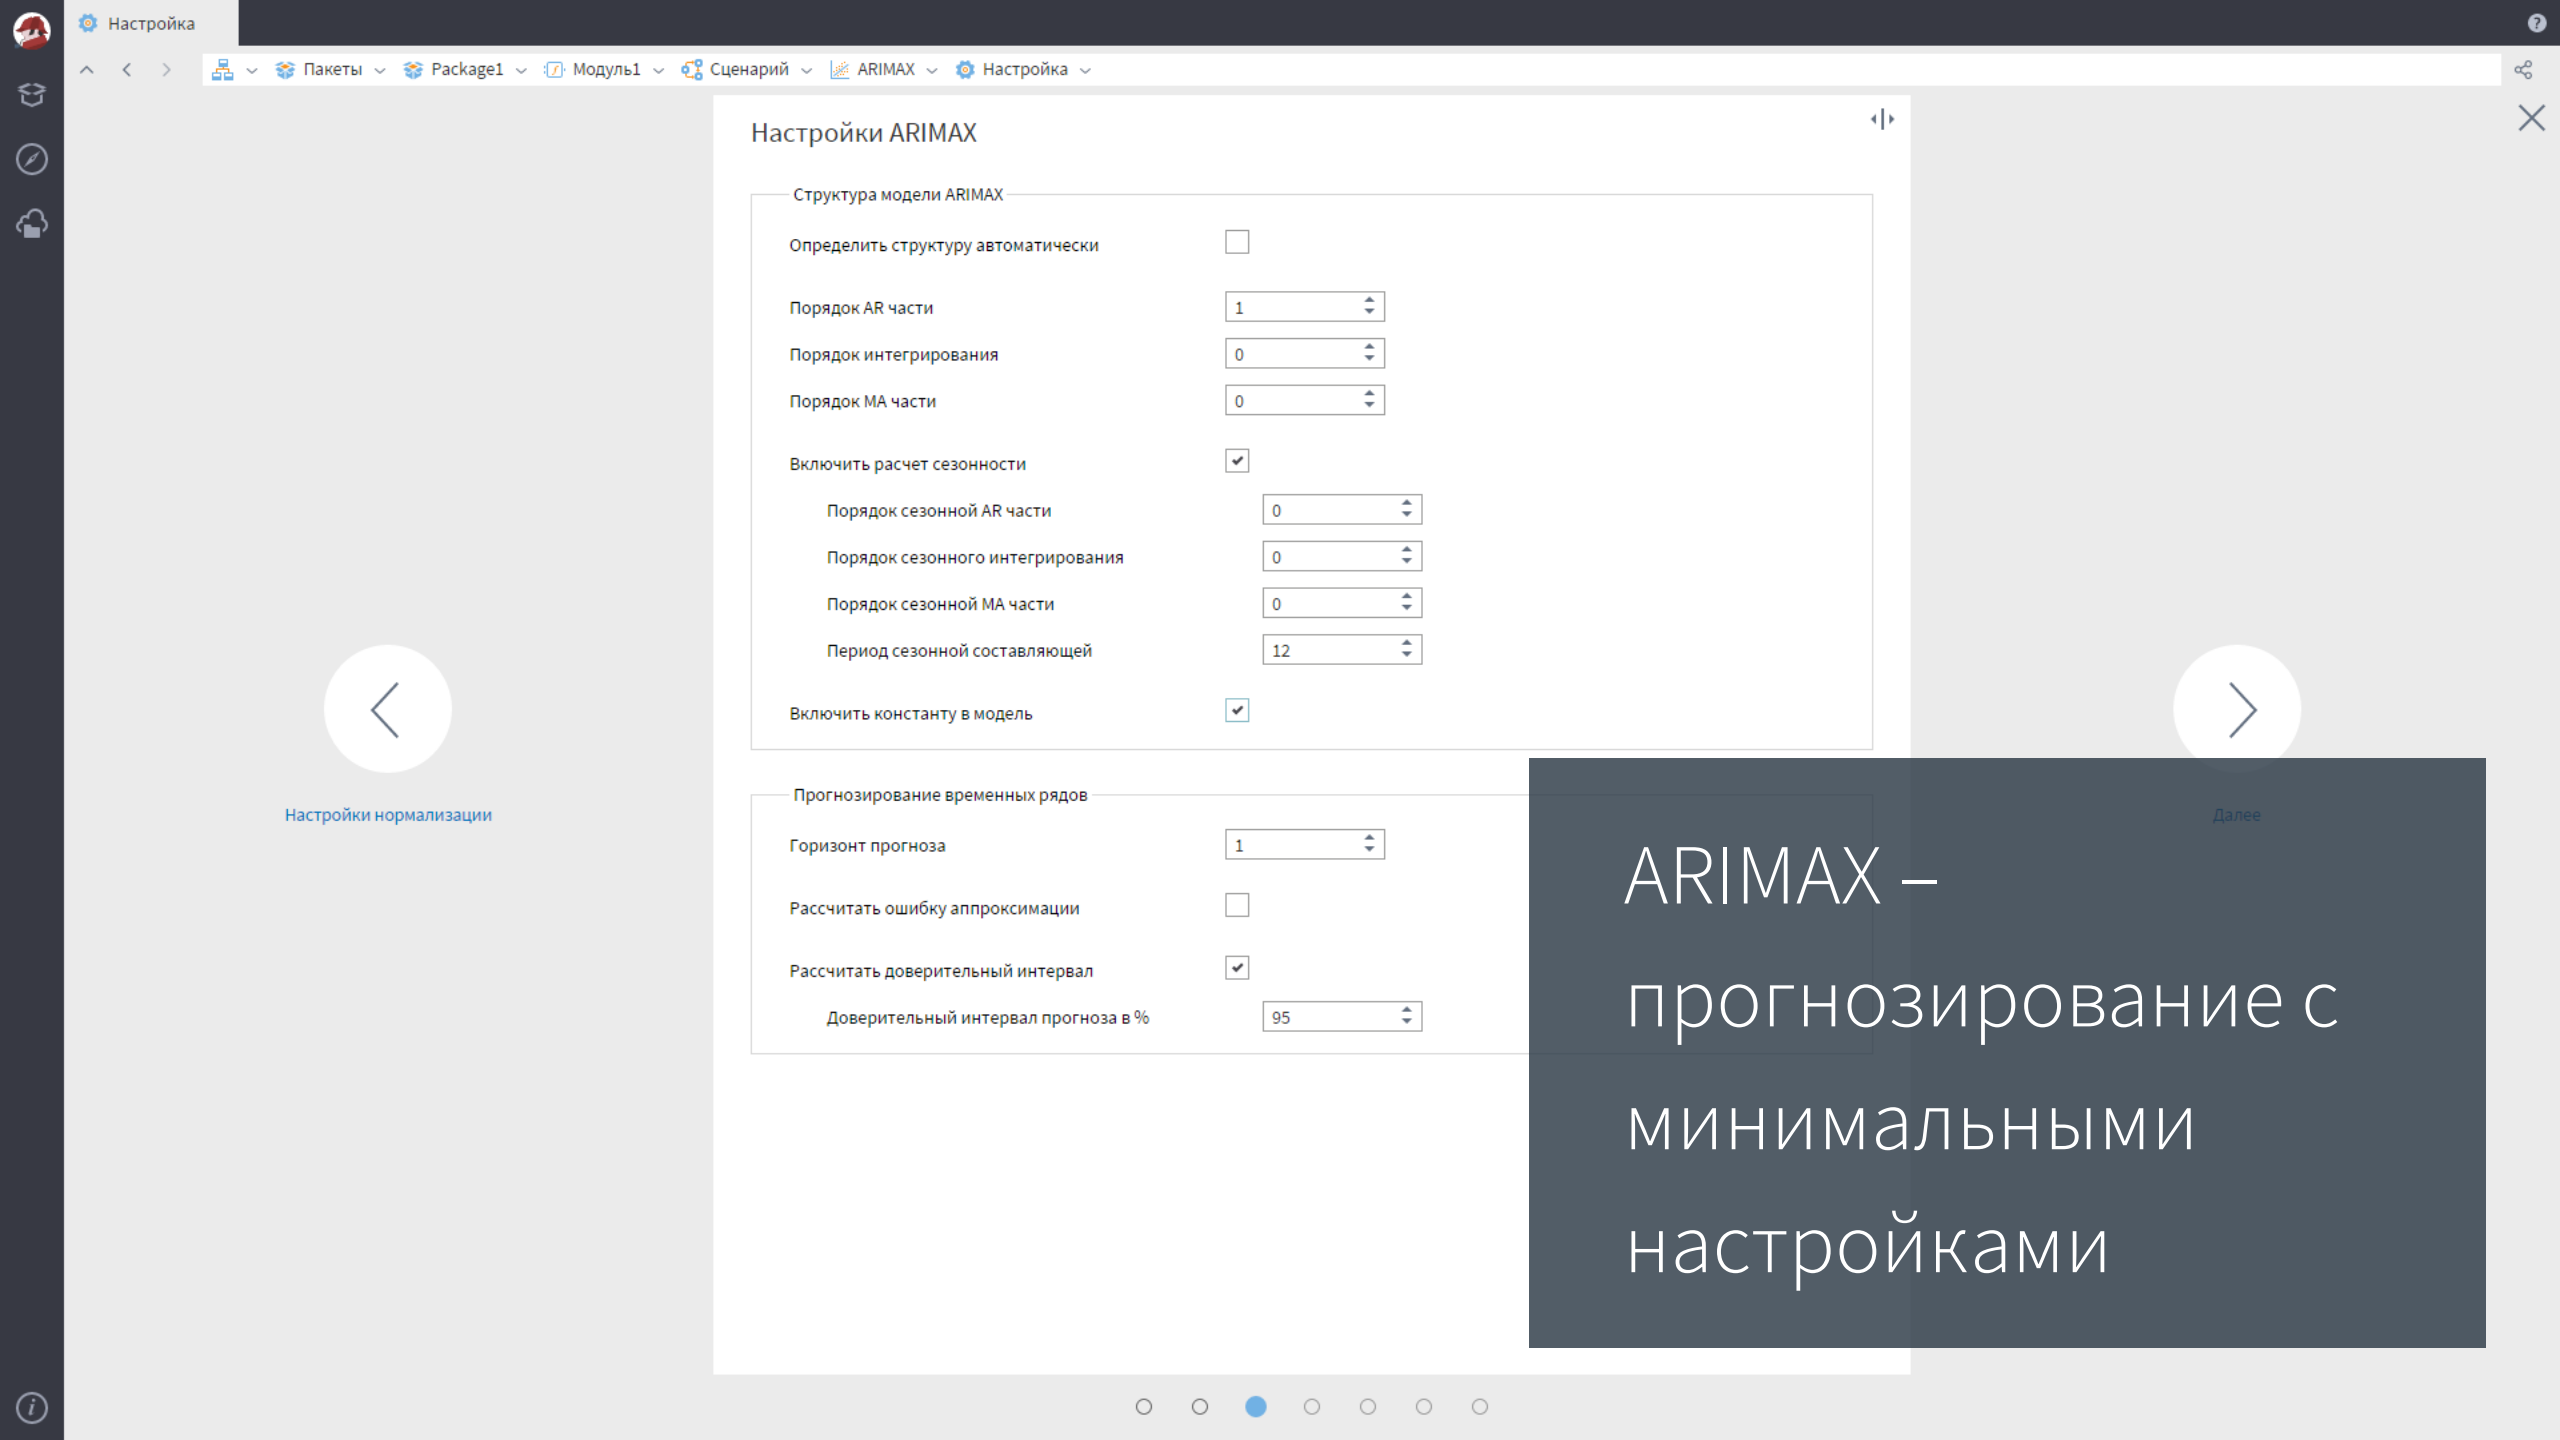 Настройка
Пакеты Package1 Модуль1 Сценарий ARIMAX Настройка
Настройки ARIMAX
Структура модели ARIMAX
Определить структуру автоматически
Порядок AR части 1
Порядок интегрирования 0
Порядок MA части 0
Включить расчет сезонности
Порядок сезонной AR части 0
Порядок сезонного интегрирования 0
Порядок сезонной MA части 0
Период сезонной составляющей 12
Включить константу в модель
Прогнозирование временных рядов
Настройки нормализации
Далее
Горизонт прогноза 1
Рассчитать ошибку аппроксимации
Рассчитать доверительный интервал
Доверительный интервал прогноза в % 95
ARIMAX –
прогнозирование с
минимальными
настройками